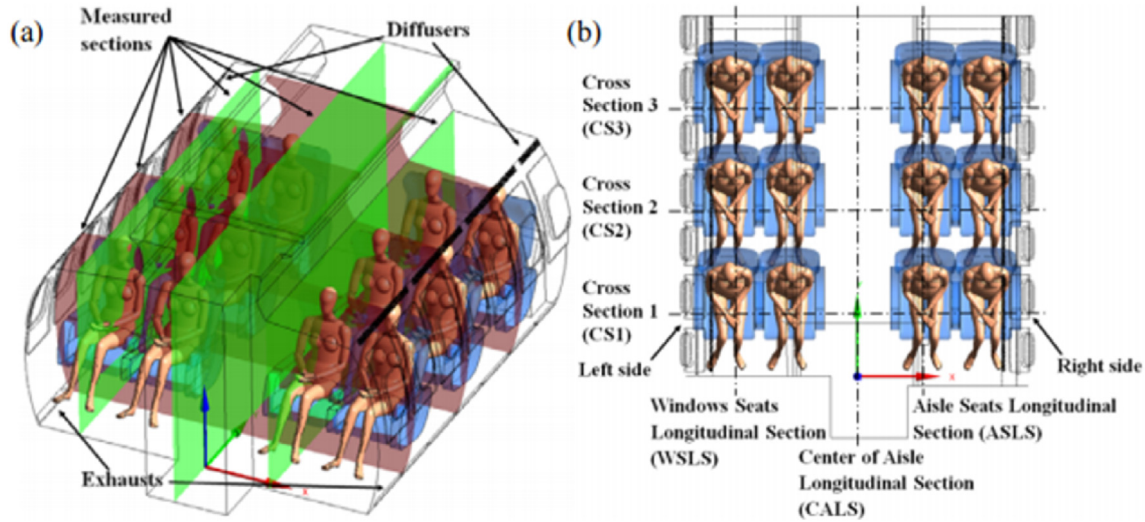 (a)
Measured
sections
Diffusers
Exhausts
x
(b)
Cross
Section 3
(CS3)
Cross
Section 2
(CS2)
Cross
Section 1
(CS1)
Left side
Right side
x
Windows Seats
Longitudinal Section
(WSLS)
Center of Aisle
Longitudinal Section
(CALS)
Aisle Seats Longitudinal
Section (ASLS)